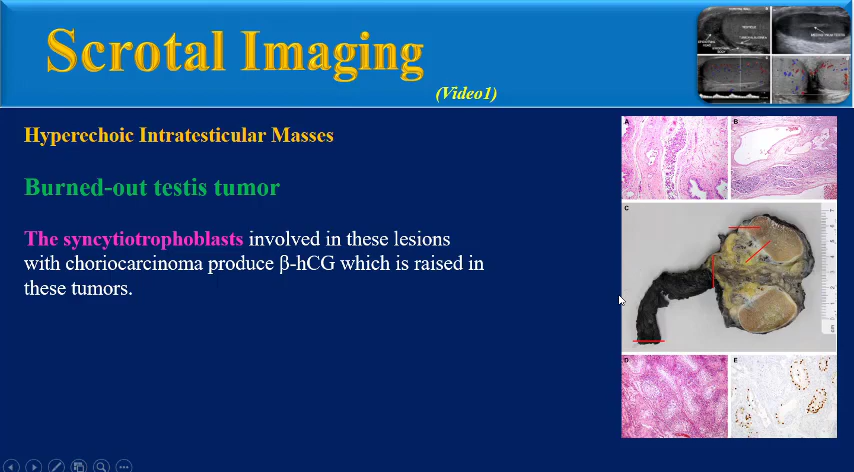 Scrotal Imaging
(Video1)
Hyperechoic Intratesticular Masses
Burned-out testis tumor
The syncytiotrophoblasts involved in these lesions
with choriocarcinoma produce β-hCG which is raised in
these tumors.
A
B
C
cm
D
E